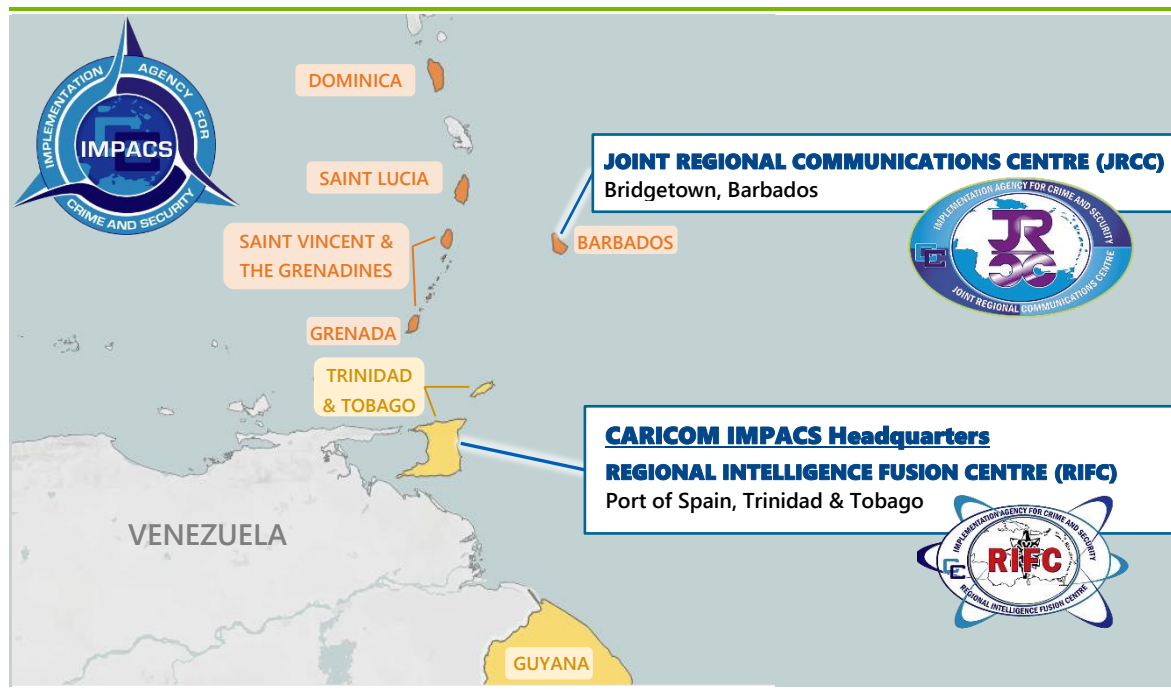 IMPLEMENTATION AGENCY FOR
IMPACS
CRIME AND SECURITY
DOMINICA
SAINT LUCIA
SAINT VINCENT &
THE GRENADINES
GRENADA
BARBADOS
TRINIDAD
& TOBAGO
VENEZUELA
GUYANA
JOINT REGIONAL COMMUNICATIONS CENTRE (JRCC)
Bridgetown, Barbados
IMPLEMENTATION AGENCY FOR CRIME AND SECURITY
JRCC
JOINT REGIONAL COMMUNICATIONS CENTRE
CARICOM IMPACS Headquarters
REGIONAL INTELLIGENCE FUSION CENTRE (RIFC)
Port of Spain, Trinidad & Tobago
IMPLEMENTATION AGENCY FOR CRIME AND SECURITY
RIFC
REGIONAL INTELLIGENCE FUSION CENTRE